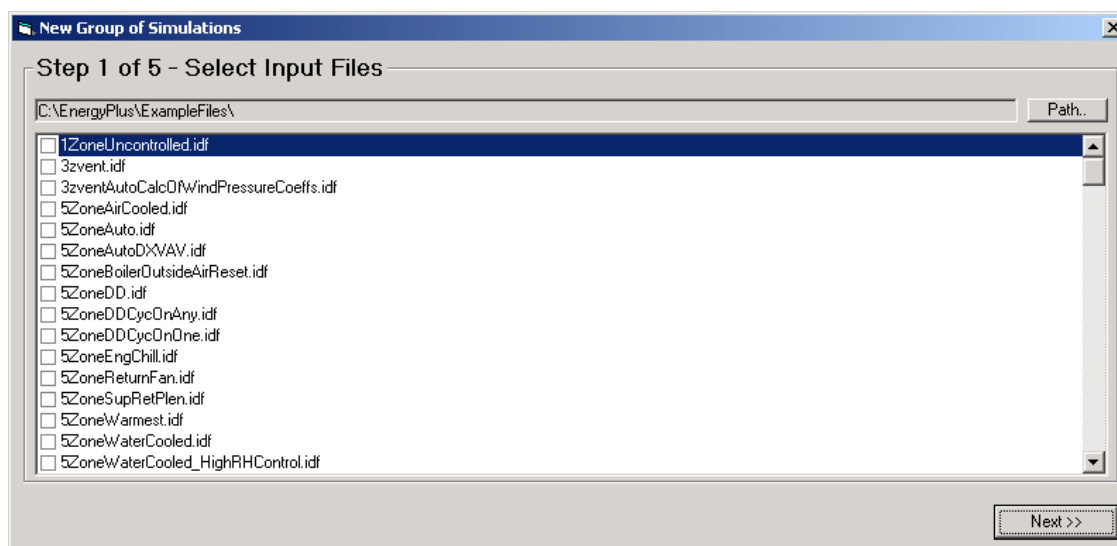 New Group of Simulations
Step 1 of 5 - Select Input Files
C:\EnergyPlus\ExampleFiles\ Path..
1ZoneUncontrolled.idf
3zvent.idf
3zventAutoCalcOfWindPressureCoeffs.idf
5ZoneAirCooled.idf
5ZoneAuto.idf
5ZoneAutoDXVAV.idf
5ZoneBoilerOutsideAirReset.idf
5ZoneDD.idf
5ZoneDDCycOnAny.idf
5ZoneDDCycOnOne.idf
5ZoneEngChill.idf
5ZoneReturnFan.idf
5ZoneSupRetPlen.idf
5ZoneWarmest.idf
5ZoneWaterCooled.idf
5ZoneWaterCooled_HighRHControl.idf
Next >>